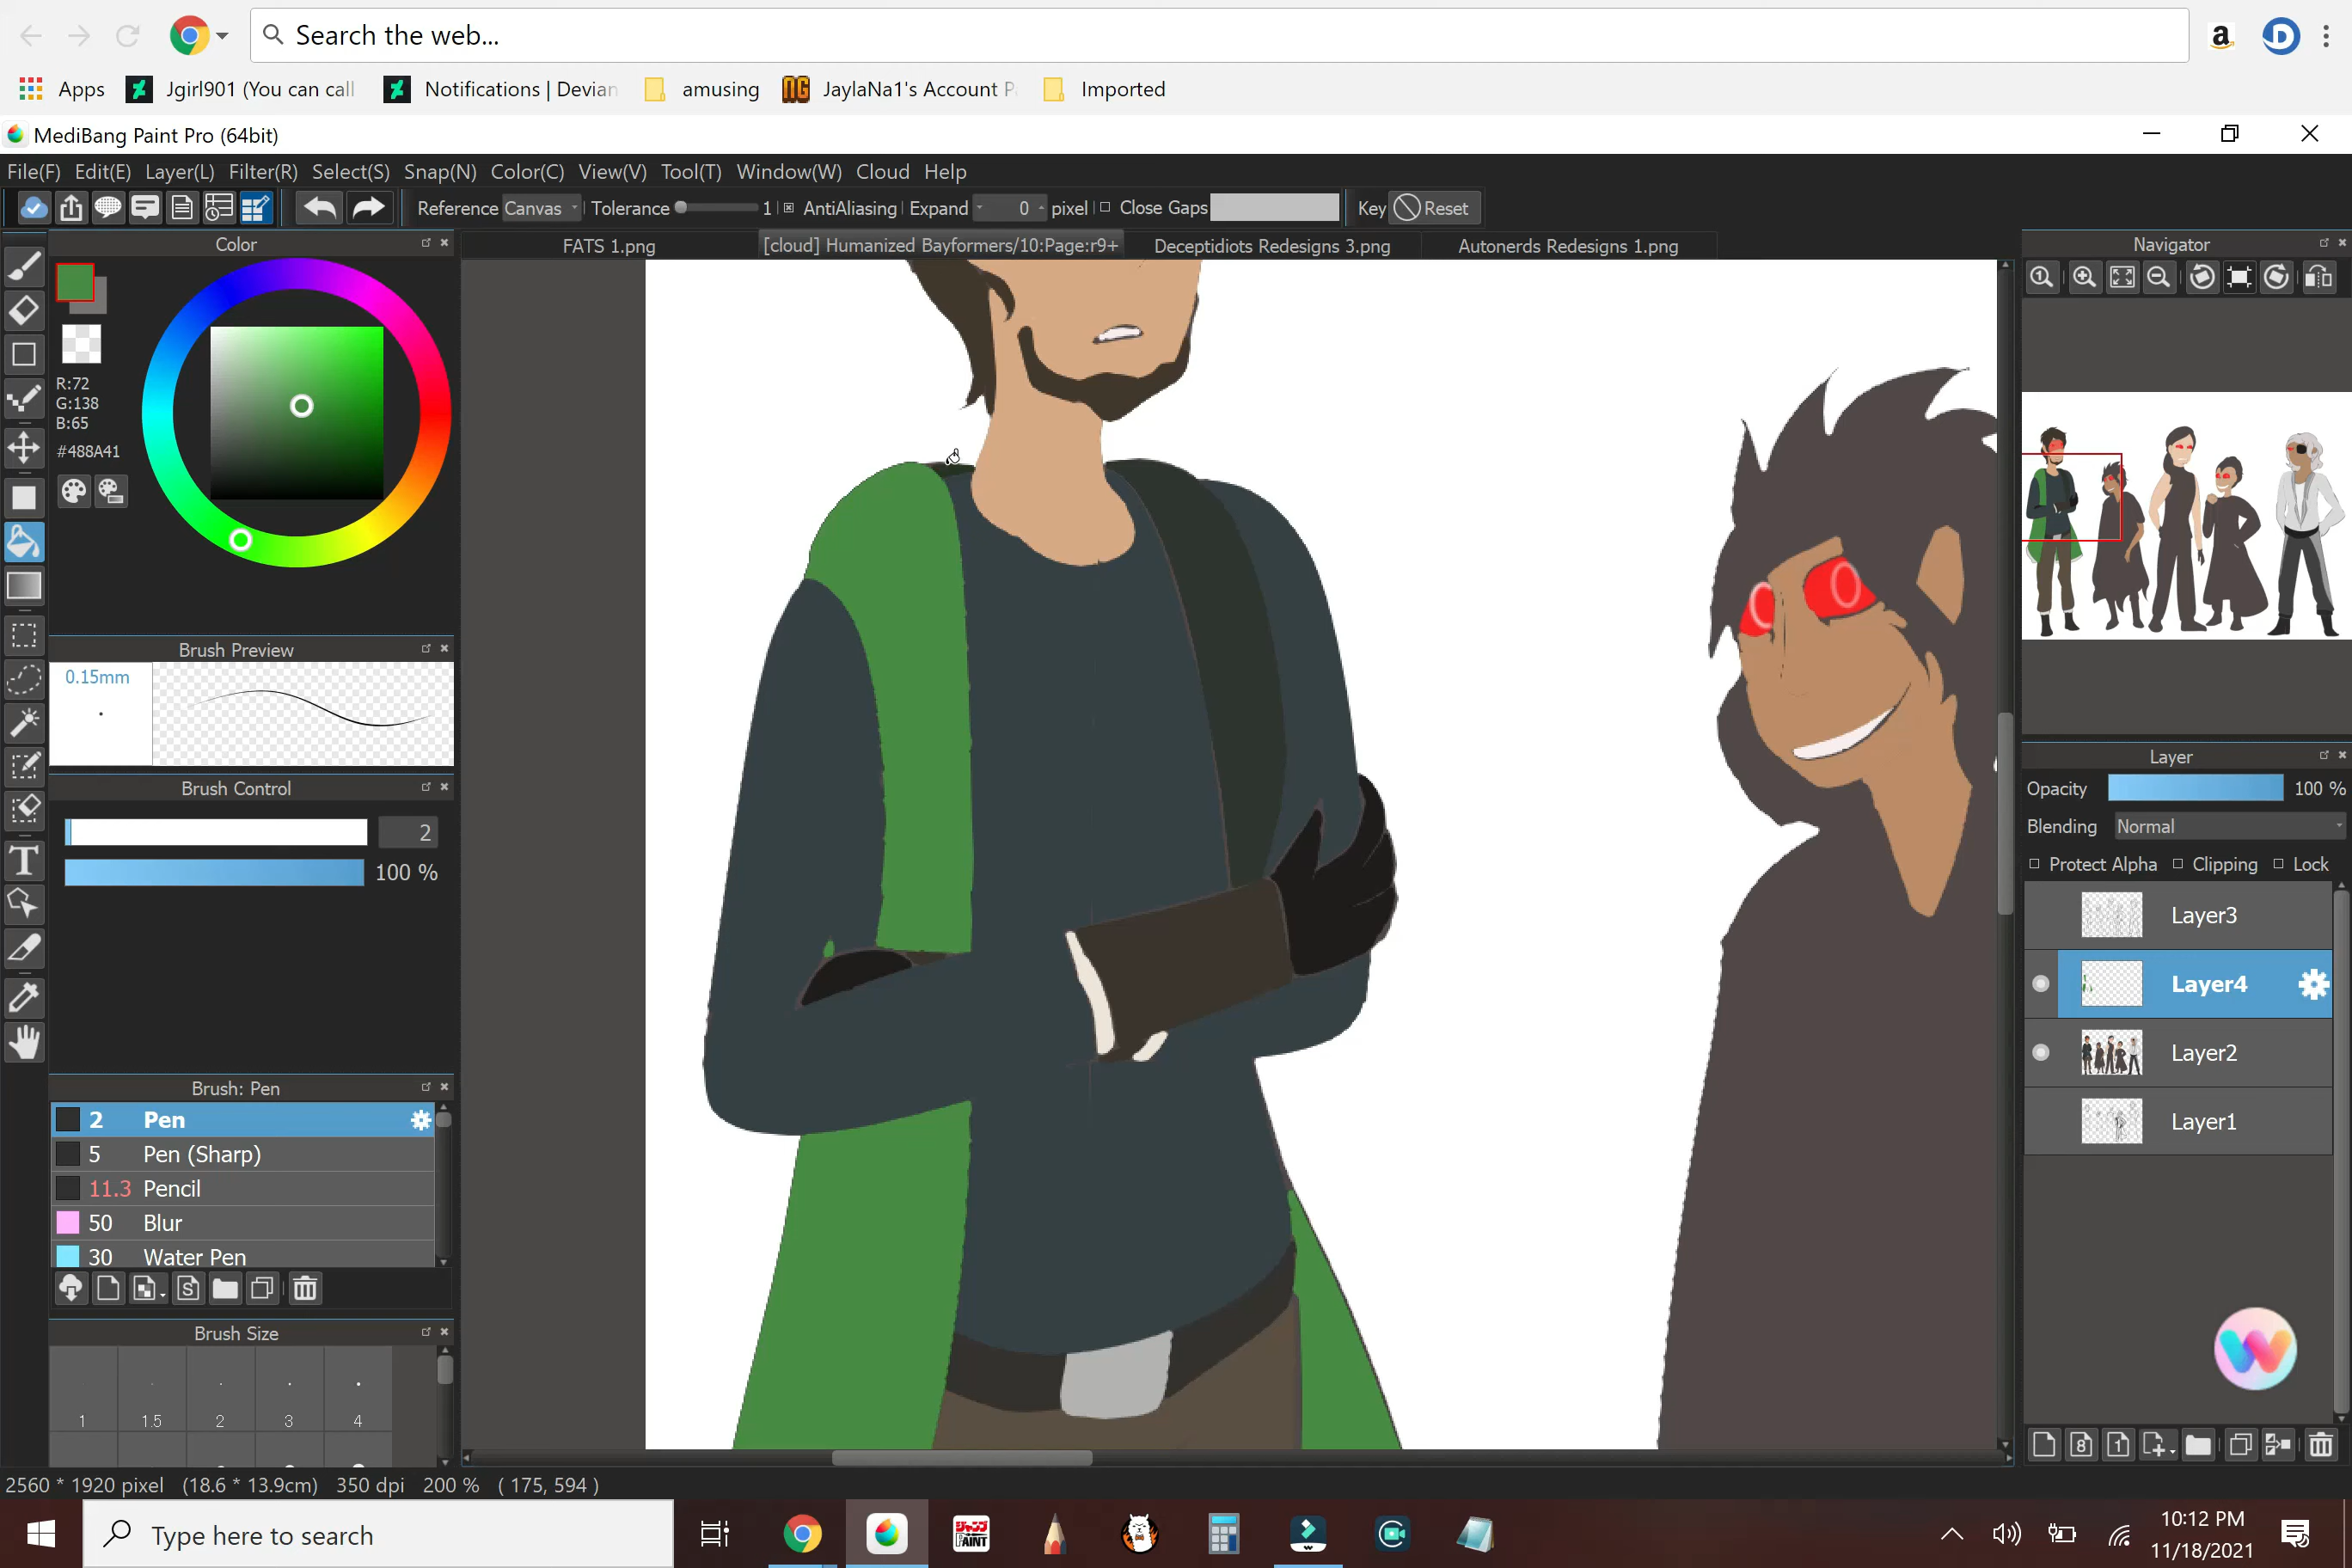 Search the web...
Apps
Jgirl901 (You can call
Notifications | Devian
amusing
JaylaNa1's Account P
Imported
MediBang Paint Pro (64bit)
File(F) Edit(E) Layer(L) Filter(R) Select(S) Snap(N) Color(C) View(V) Tool(T) Window(W) Cloud Help
Reference Canvas Tolerance 1 AntiAliasing Expand 0 pixel Close Gaps Key Reset
FATS 1.png
[cloud] Humanized Bayformers/10:Page:r9+
Deceptidiots Redesigns 3.png
Autonerds Redesigns 1.png
Color
R:72
G:138
B:65
#488A41
Brush Preview
0.15mm
Brush Control
2
100 %
Brush: Pen
2 Pen
5 Pen (Sharp)
11.3 Pencil
50 Blur
30 Water Pen
Brush Size
1 1.5 2 3 4
Navigator
Layer
Opacity 100 %
Blending Normal
Protect Alpha Clipping Lock
Layer3
Layer4
Layer2
Layer1
2560 * 1920 pixel (18.6 * 13.9cm) 350 dpi 200 % ( 175, 594 )
Type here to search
ジャンプ
PAINT
10:12 PM
11/18/2021